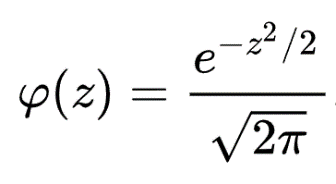 φ(z) = e^{-z^2/2} / √(2π).